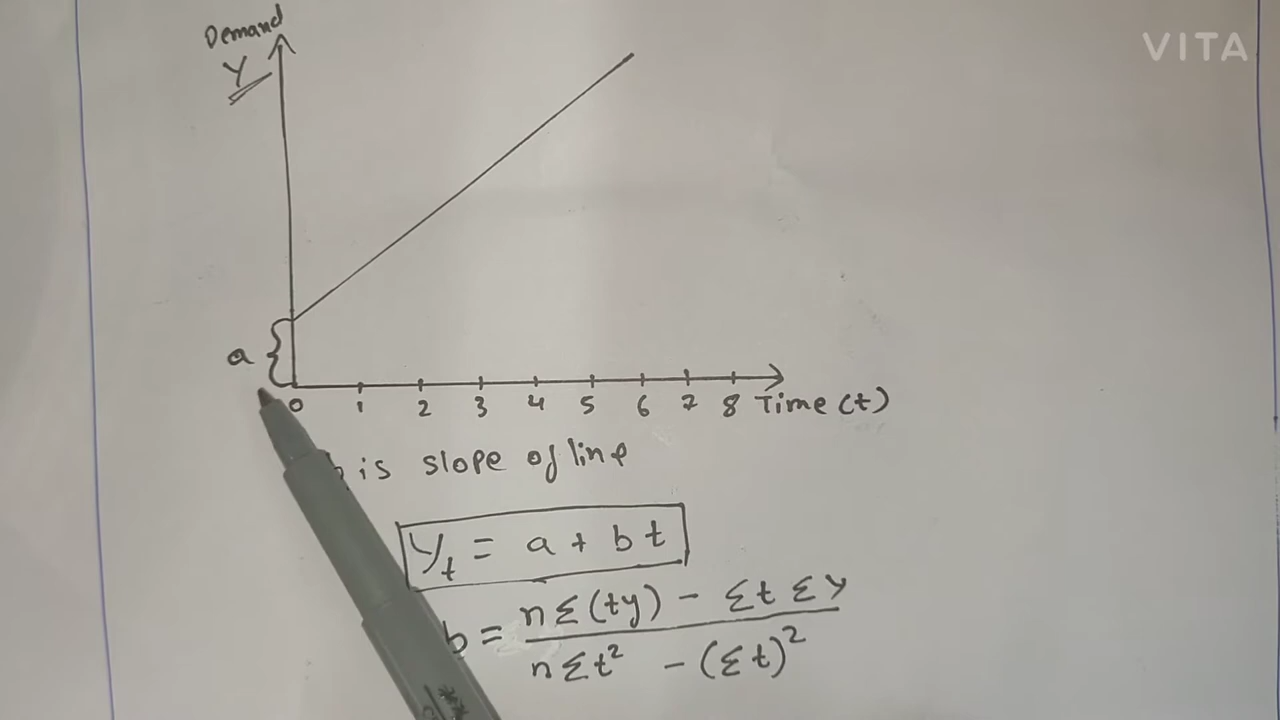 Demand
Y
VITA
a
0 1 2 3 4 5 6 7 8 Time (t)
b is slope of line
Yt = a + bt
b = nΣ(ty) - Σt Σy / nΣt² - (Σt)²